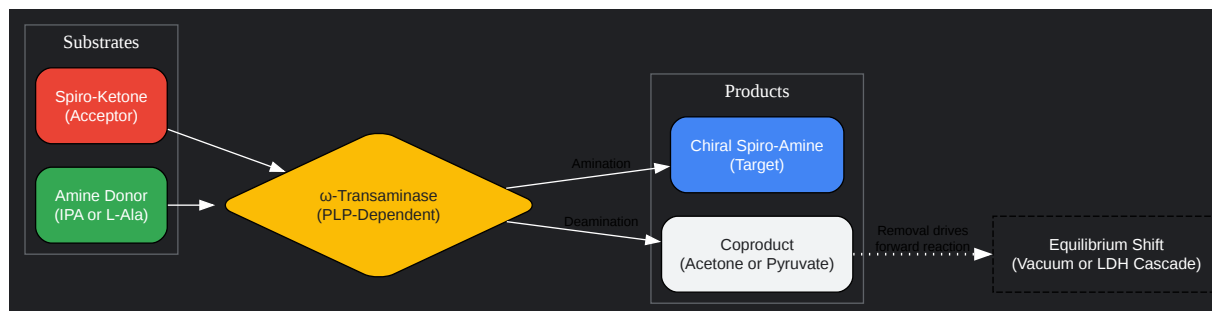 Substrates
Spiro-Ketone
(Acceptor)
Amine Donor
(IPA or L-Ala)
ω-Transaminase
(PLP-Dependent)
Amination
Deamination
Products
Chiral Spiro-Amine
(Target)
Coproduct
(Acetone or Pyruvate)
Removal drives
forward reaction
Equilibrium Shift
(Vacuum or LDH Cascade)